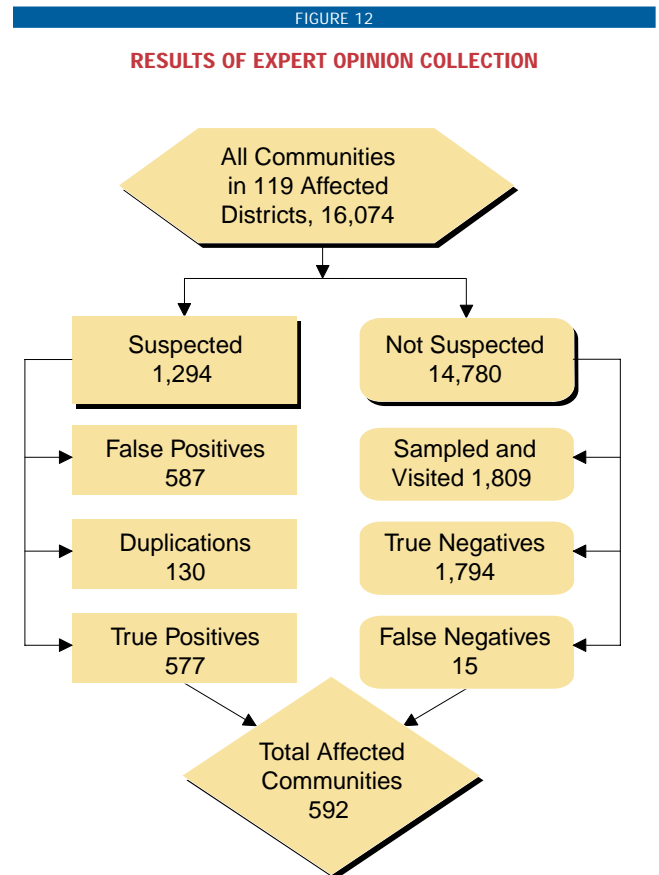 FIGURE 12
RESULTS OF EXPERT OPINION COLLECTION
All Communities
in 119 Affected
Districts, 16,074
Suspected
1,294
Not Suspected
14,780
False Positives
587
Sampled and
Visited 1,809
Duplications
130
True Negatives
1,794
True Positives
577
False Negatives
15
Total Affected
Communities
592